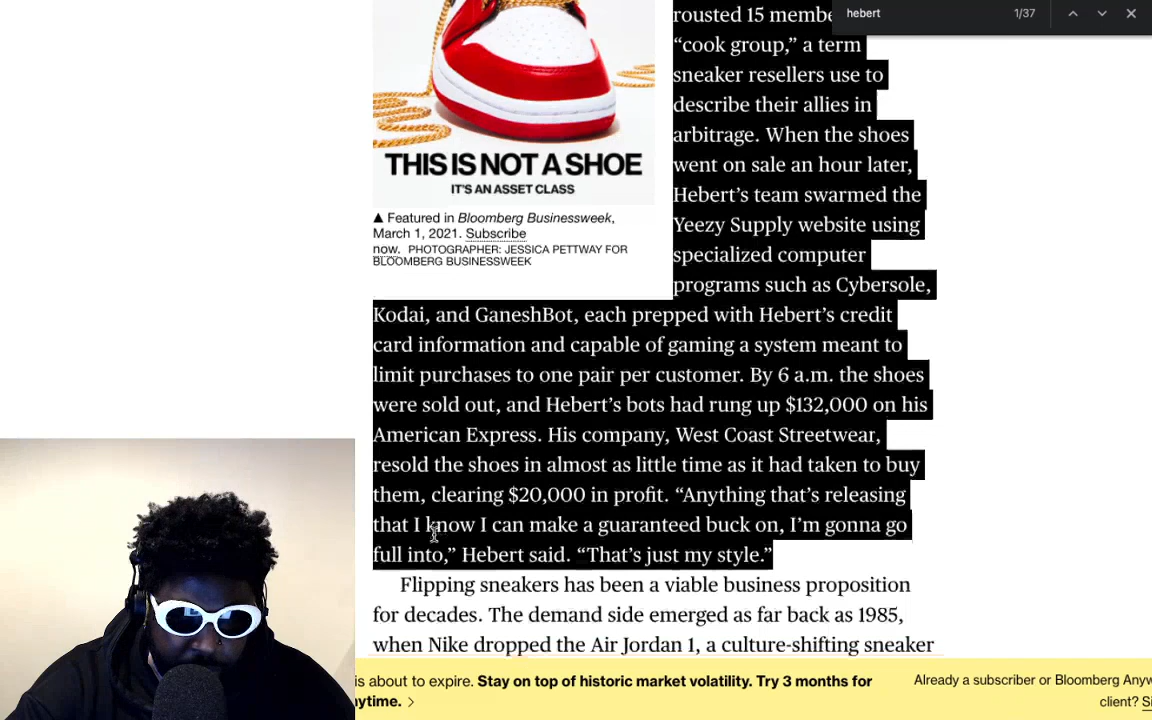 hebert 1/37
rousted 15 membe
“cook group,” a term
sneaker resellers use to
describe their allies in
arbitrage. When the shoes
went on sale an hour later,
Hebert’s team swarmed the
Yeezy Supply website using
specialized computer
programs such as Cybersole,
THIS IS NOT A SHOE
IT'S AN ASSET CLASS
▲ Featured in Bloomberg Businessweek,
March 1, 2021. Subscribe
now. PHOTOGRAPHER: JESSICA PETTWAY FOR
BLOOMBERG BUSINESSWEEK
Kodai, and GaneshBot, each prepped with Hebert’s credit
card information and capable of gaming a system meant to
limit purchases to one pair per customer. By 6 a.m. the shoes
were sold out, and Hebert’s bots had rung up $132,000 on his
American Express. His company, West Coast Streetwear,
resold the shoes in almost as little time as it had taken to buy
them, clearing $20,000 in profit. “Anything that’s releasing
that I know I can make a guaranteed buck on, I’m gonna go
full into,” Hebert said. “That’s just my style.”
Flipping sneakers has been a viable business proposition
for decades. The demand side emerged as far back as 1985,
when Nike dropped the Air Jordan 1, a culture-shifting sneaker
is about to expire. Stay on top of historic market volatility. Try 3 months for
ytime. >
Already a subscriber or Bloomberg Anyw
client? Si